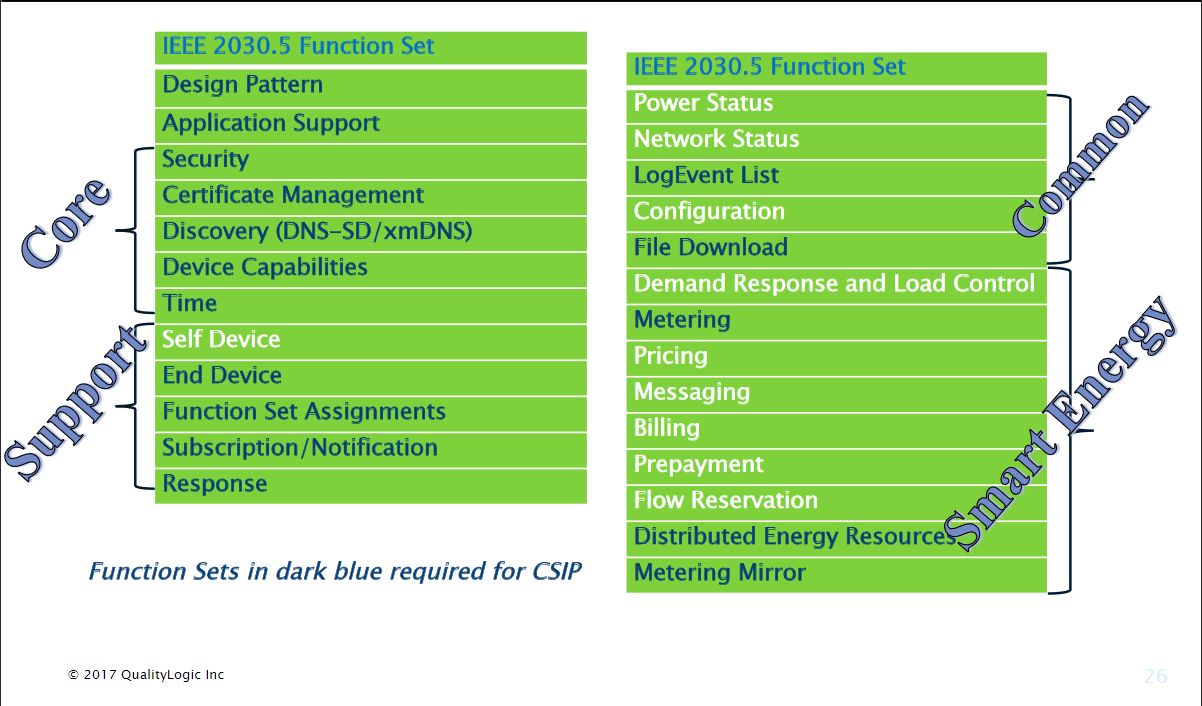 IEEE 2030.5 Function Set
Design Pattern
Application Support
Security
Certificate Management
Discovery (DNS-SD/xmDNS)
Device Capabilities
Time
Self Device
End Device
Function Set Assignments
Subscription/Notification
Response
Core
Support
Function Sets in dark blue required for CSIP
IEEE 2030.5 Function Set
Power Status
Network Status
LogEvent List
Configuration
File Download
Demand Response and Load Control
Metering
Pricing
Messaging
Billing
Prepayment
Flow Reservation
Distributed Energy Resources
Metering Mirror
Common
Smart Energy
© 2017 QualityLogic Inc
26